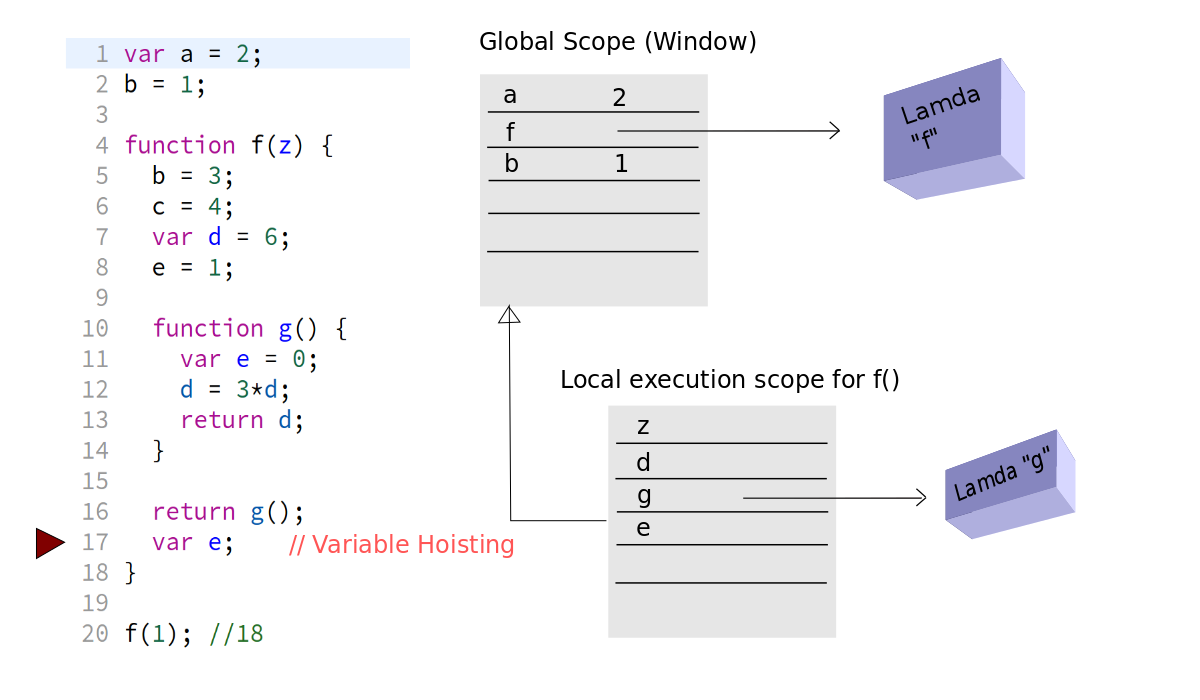 1 var a = 2;
2 b = 1;
3
4 function f(z) {
5   b = 3;
6   c = 4;
7   var d = 6;
8   e = 1;
9
10   function g() {
11     var e = 0;
12     d = 3*d;
13     return d;
14   }
15
16   return g();
17   var e;    // Variable Hoisting
18 }
19
20 f(1); //18
Global Scope (Window)
a 2
f
b 1
Lamda
"f"
Local execution scope for f()
z
d
g
e
Lamda "g"